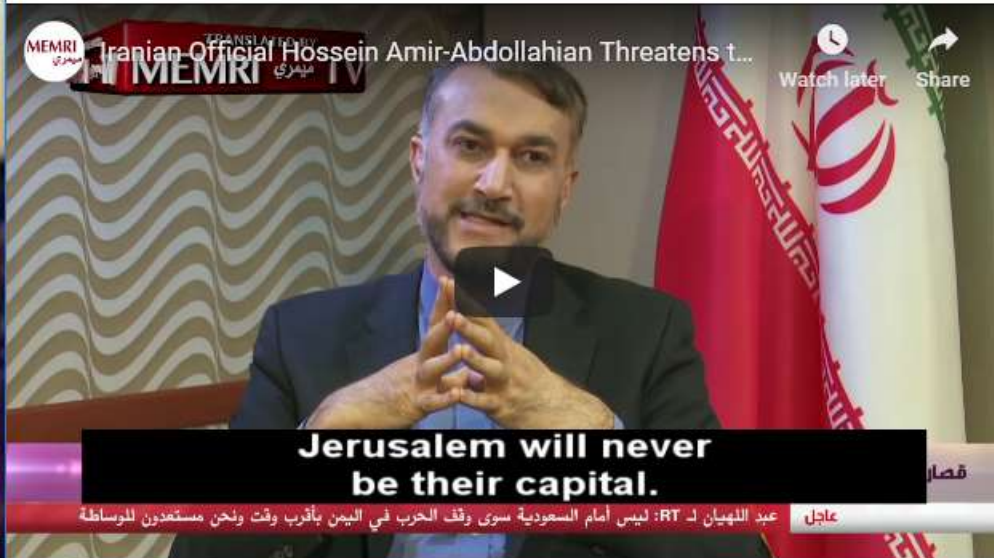 MEMRI
ميمري
Iranian Official Hossein Amir-Abdollahian Threatens t...
TRANSLATED BY
MEMRI ميمري TV
Watch later
Share
Jerusalem will never
be their capital.
قصار
عاجل
عبد اللهيان لـ RT: ليس أمام السعودية سوى وقف الحرب في اليمن بأقرب وقت ونحن مستعدون للوساطة